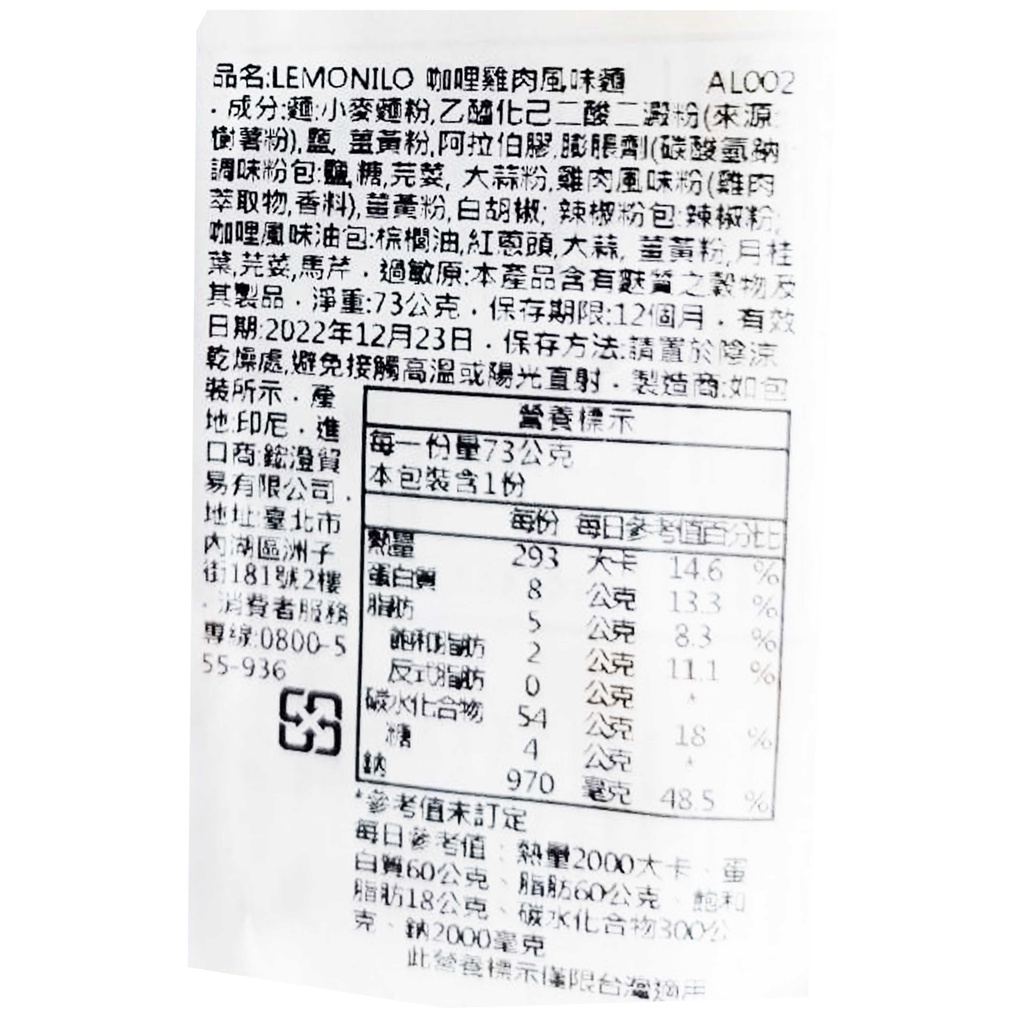 品名:LEMONILO 咖哩雞肉風味麵 AL002
．成分:麵:小麥麵粉,乙醯化己二酸二澱粉(來源:
樹薯粉),鹽, 薑黃粉,阿拉伯膠,膨脹劑(碳酸氫鈉
調味粉包:鹽,糖,芫荽, 大蒜粉,雞肉風味粉(雞肉
萃取物,香料),薑黃粉,白胡椒; 辣椒粉包:辣椒粉;
咖哩風味油包:棕櫚油,紅蔥頭,大蒜, 薑黃粉,月桂
葉,芫荽,馬芹．過敏原:本產品含有麩質之穀物及
其製品．淨重:73公克．保存期限:12個月．有效
日期:2022年12月23日．保存方法:請置於陰涼
乾燥處,避免接觸高溫或陽光直射．製造商:如包
裝所示．產
地:印尼．進
口商:鋐澄貿
易有限公司．
地址:臺北市
內湖區洲子
街181號2樓
．消費者服務
專線:0800-5
55-936
營養標示
每一份量73公克
本包裝含1份
每份 每日參考值百分比
熱量 293 大卡 14.6 %
蛋白質 8 公克 13.3 %
脂肪 5 公克 8.3 %
飽和脂肪 2 公克 11.1 %
反式脂肪 0 公克 *
碳水化合物 54 公克 18 %
糖 4 公克 *
鈉 970 毫克 48.5 %
*參考值未訂定
每日參考值：熱量2000大卡、蛋
白質60公克、脂肪60公克、飽和
脂肪18公克、碳水化合物300公
克、鈉2000毫克
此營養標示僅限台灣適用